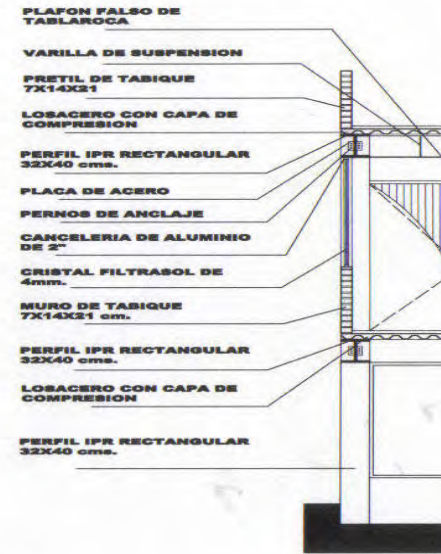 PLAFON FALSO DE
TABLAROCA
VARILLA DE SUSPENSION
PRETIL DE TABIQUE
7X14X21
LOSACERO CON CAPA DE
COMPRESION
PERFIL IPR RECTANGULAR
32X40 cms.
PLACA DE ACERO
PERNOS DE ANCLAJE
CANCELERIA DE ALUMINIO
DE 2"
CRISTAL FILTRASOL DE
4mm.
MURO DE TABIQUE
7X14X21 cm.
PERFIL IPR RECTANGULAR
32X40 cms.
LOSACERO CON CAPA DE
COMPRESION
PERFIL IPR RECTANGULAR
32X40 cms.